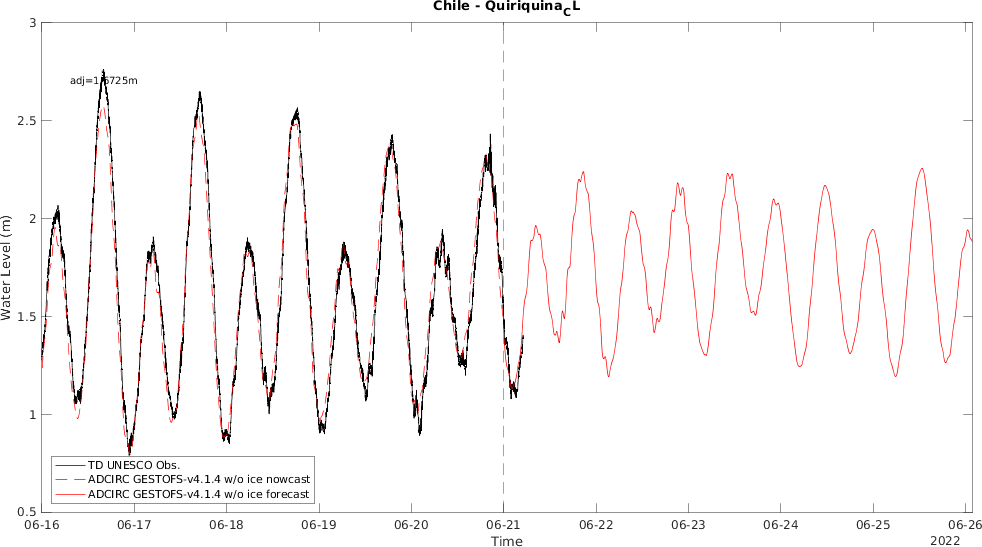 Chile - Quiriquina_CL
adj=1.6725m
3
2.5
2
1.5
1
0.5
Water Level (m)
TD UNESCO Obs.
ADCIRC GESTOFS-v4.1.4 w/o ice nowcast
ADCIRC GESTOFS-v4.1.4 w/o ice forecast
06-16 06-17 06-18 06-19 06-20 06-21 06-22 06-23 06-24 06-25 06-26
Time
2022